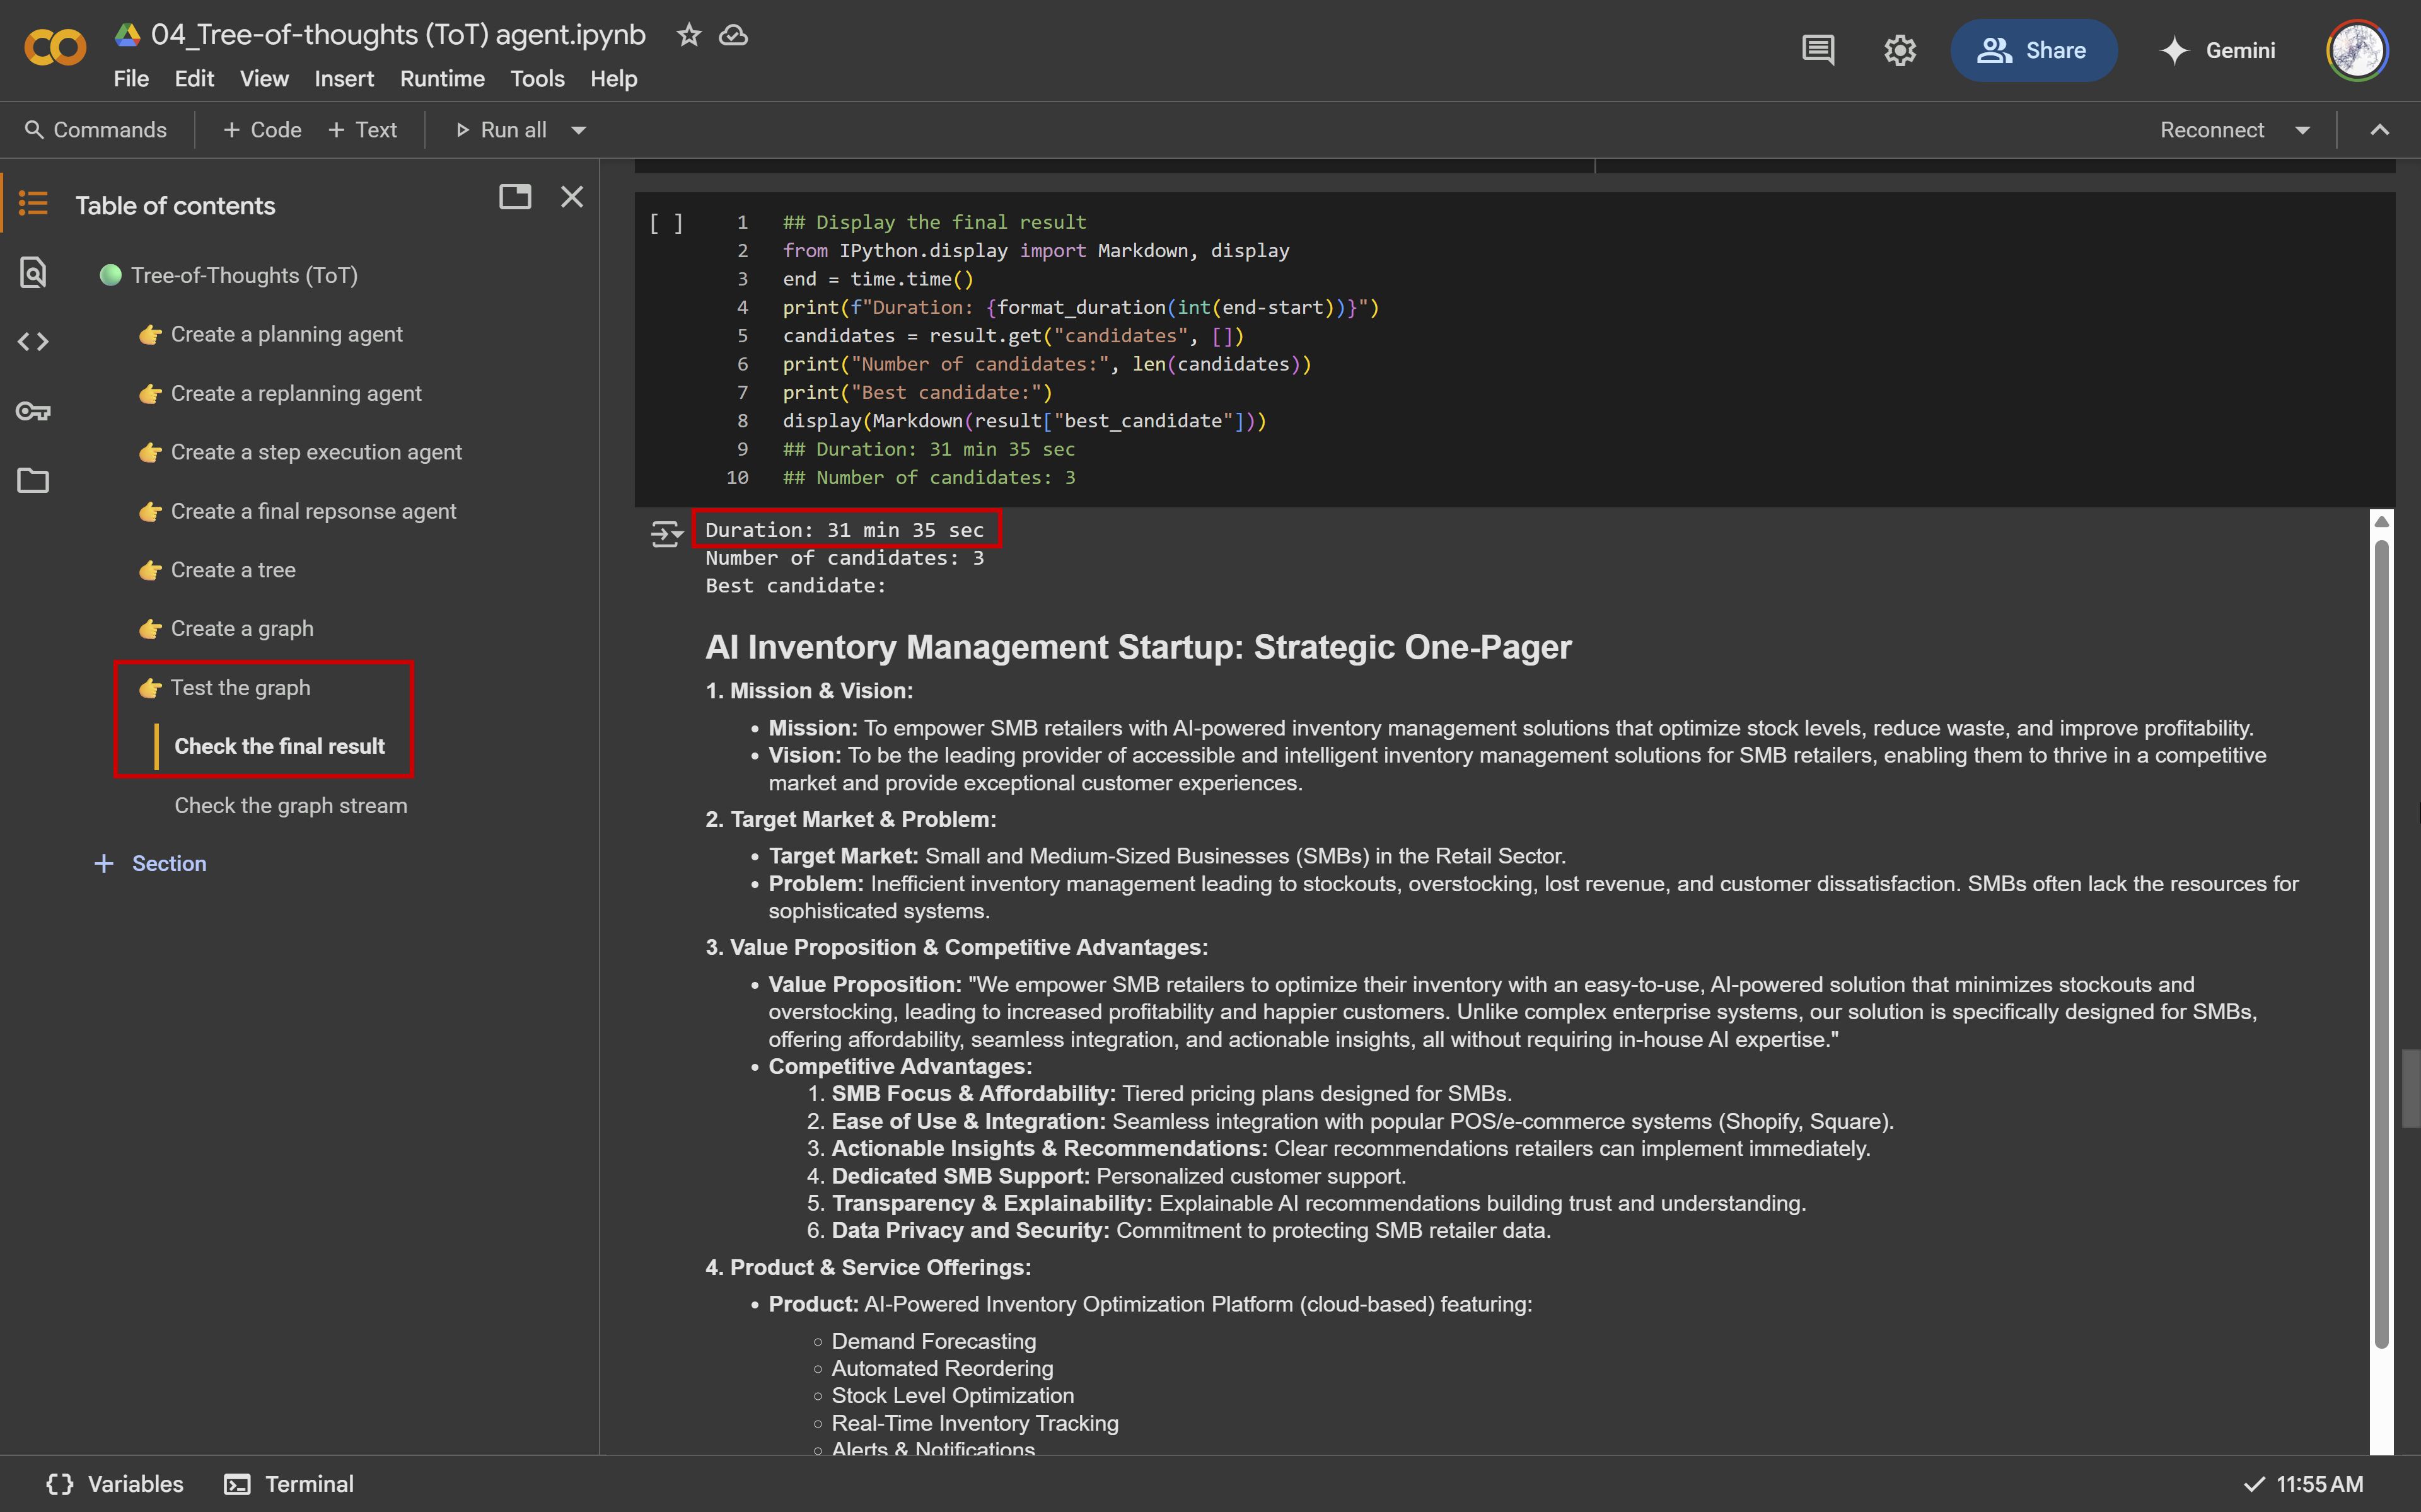 04_Tree-of-thoughts (ToT) agent.ipynb
File Edit View Insert Runtime Tools Help
Share
Gemini
Commands + Code + Text Run all
Reconnect
Table of contents
Tree-of-Thoughts (ToT)
Create a planning agent
Create a replanning agent
Create a step execution agent
Create a final repsonse agent
Create a tree
Create a graph
Test the graph
Check the final result
Check the graph stream
+ Section
[ ]
1 ## Display the final result
2 from IPython.display import Markdown, display
3 end = time.time()
4 print(f"Duration: {format_duration(int(end-start))}")
5 candidates = result.get("candidates", [])
6 print("Number of candidates:", len(candidates))
7 print("Best candidate:")
8 display(Markdown(result["best_candidate"]))
9 ## Duration: 31 min 35 sec
10 ## Number of candidates: 3
Duration: 31 min 35 sec
Number of candidates: 3
Best candidate:
AI Inventory Management Startup: Strategic One-Pager
1. Mission & Vision:
• Mission: To empower SMB retailers with AI-powered inventory management solutions that optimize stock levels, reduce waste, and improve profitability.
• Vision: To be the leading provider of accessible and intelligent inventory management solutions for SMB retailers, enabling them to thrive in a competitive
market and provide exceptional customer experiences.
2. Target Market & Problem:
• Target Market: Small and Medium-Sized Businesses (SMBs) in the Retail Sector.
• Problem: Inefficient inventory management leading to stockouts, overstocking, lost revenue, and customer dissatisfaction. SMBs often lack the resources for
sophisticated systems.
3. Value Proposition & Competitive Advantages:
• Value Proposition: "We empower SMB retailers to optimize their inventory with an easy-to-use, AI-powered solution that minimizes stockouts and
overstocking, leading to increased profitability and happier customers. Unlike complex enterprise systems, our solution is specifically designed for SMBs,
offering affordability, seamless integration, and actionable insights, all without requiring in-house AI expertise."
• Competitive Advantages:
1. SMB Focus & Affordability: Tiered pricing plans designed for SMBs.
2. Ease of Use & Integration: Seamless integration with popular POS/e-commerce systems (Shopify, Square).
3. Actionable Insights & Recommendations: Clear recommendations retailers can implement immediately.
4. Dedicated SMB Support: Personalized customer support.
5. Transparency & Explainability: Explainable AI recommendations building trust and understanding.
6. Data Privacy and Security: Commitment to protecting SMB retailer data.
4. Product & Service Offerings:
• Product: AI-Powered Inventory Optimization Platform (cloud-based) featuring:
◦ Demand Forecasting
◦ Automated Reordering
◦ Stock Level Optimization
◦ Real-Time Inventory Tracking
◦ Alerts & Notifications
Variables Terminal
11:55 AM